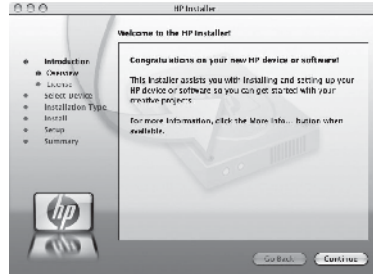 HP Installer
Welcome to the HP Installer!
Introduction
Overview
License
Select Device
Installation Type
Install
Setup
Summary
Congratulations on your new HP device or software!
This installer assists you with installing and setting up your
HP device or software so you can get started with your
creative projects.
For more information, click the More Info... button when
available.
hp
Go Back
Continue